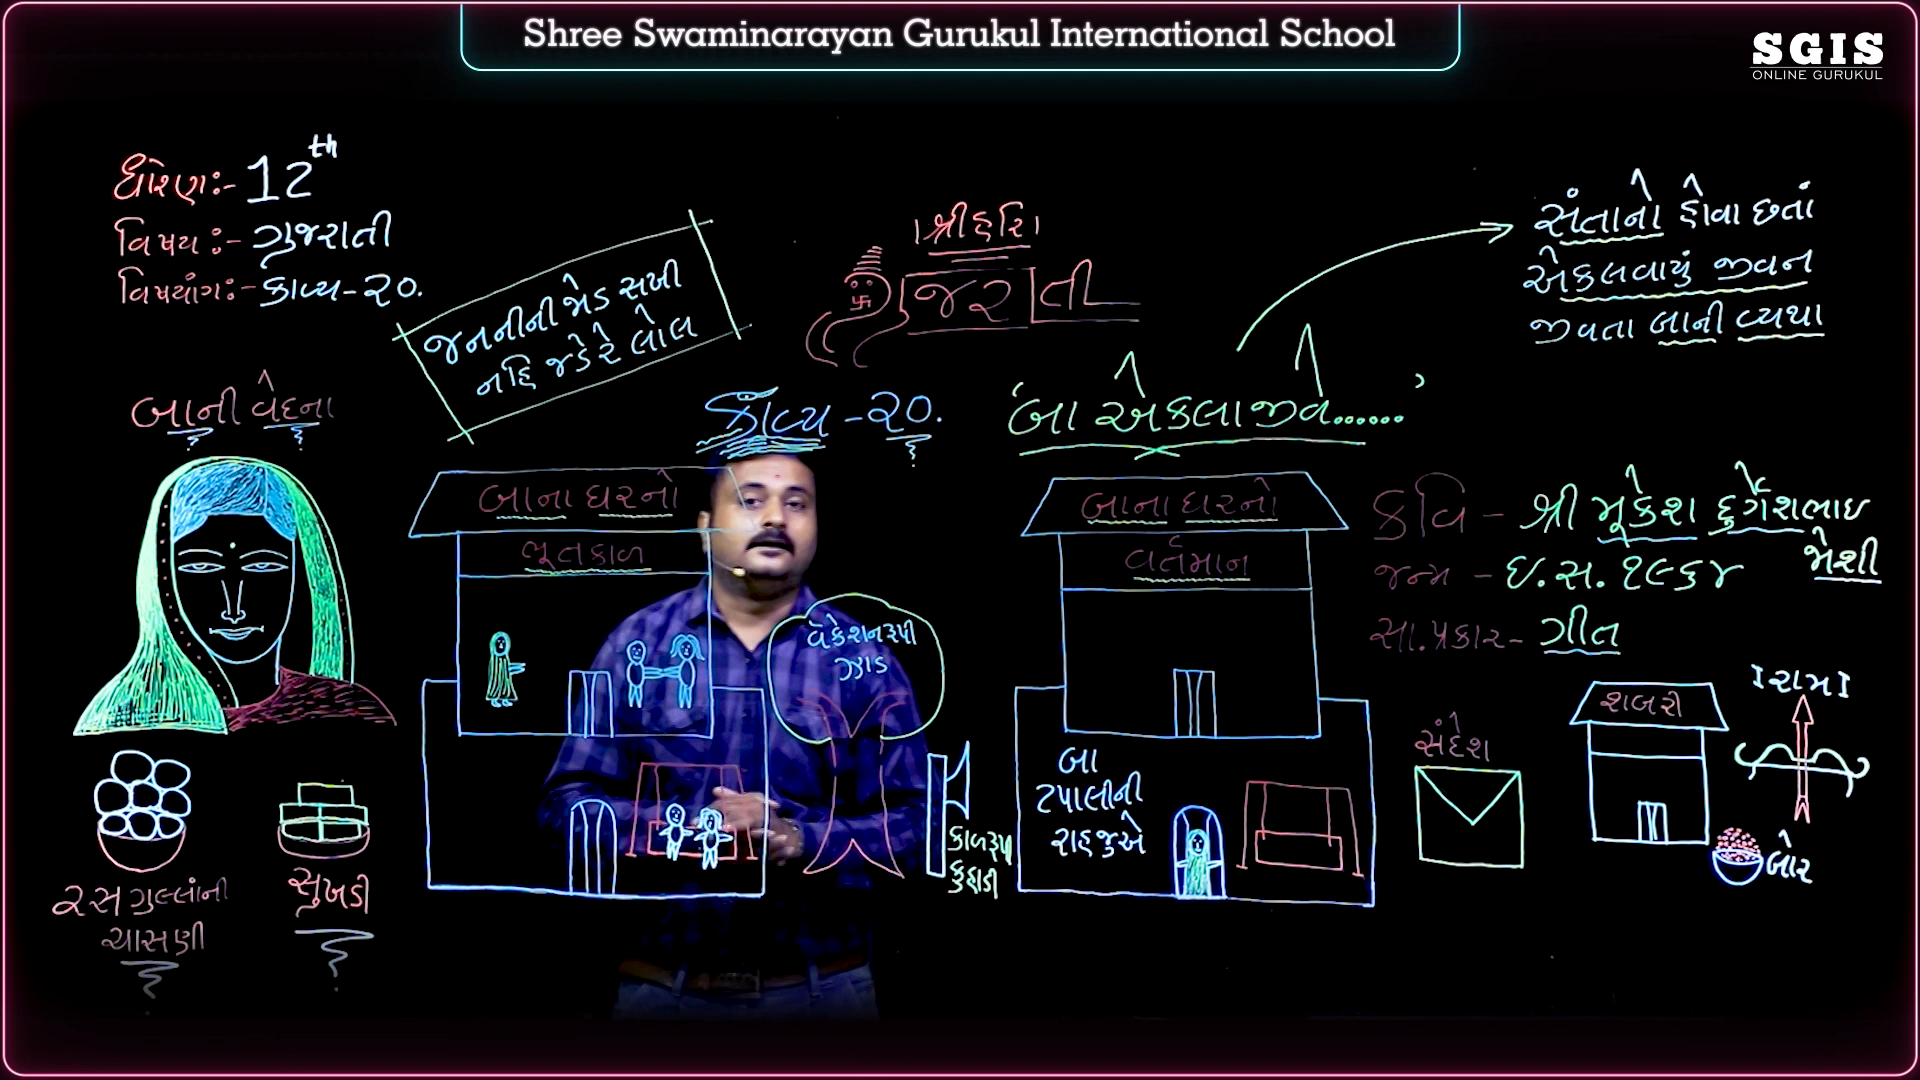 Shree Swaminarayan Gurukul International School
SGIS
ONLINE GURUKUL
ધોરણઃ- 12th
વિષયઃ- ગુજરાતી
વિષયાંગઃ- કાવ્ય-૨૦.
જનનીની જોડ સખી
નહિ જડે રે લોલ
।શ્રીહરિ।
ગુજરાતી
સંતાનો હોવા છતાં
એકલવાયું જીવન
જીવતા બાની વ્યથા
કાવ્ય-૨૦.
'બા એકલા જીવે......'
બાની વેદના
બાના ઘરનો
ભૂતકાળ
વૅકેશનરૂપી
ઝાડ
કાળરૂપી
કુહાડી
બાના ઘરનો
વર્તમાન
બા
ટપાલીની
રાહ જુએ
કવિ - શ્રી મૂકેશ દુર્ગેશભાઇ
જોશી
જન્મ - ઇ.સ. ૧૯૬૪
સા.પ્રકાર- ગીત
સંદેશ
શબરી
।રામ।
બોર
રસગુલ્લાંની
ચાસણી
સુખડી